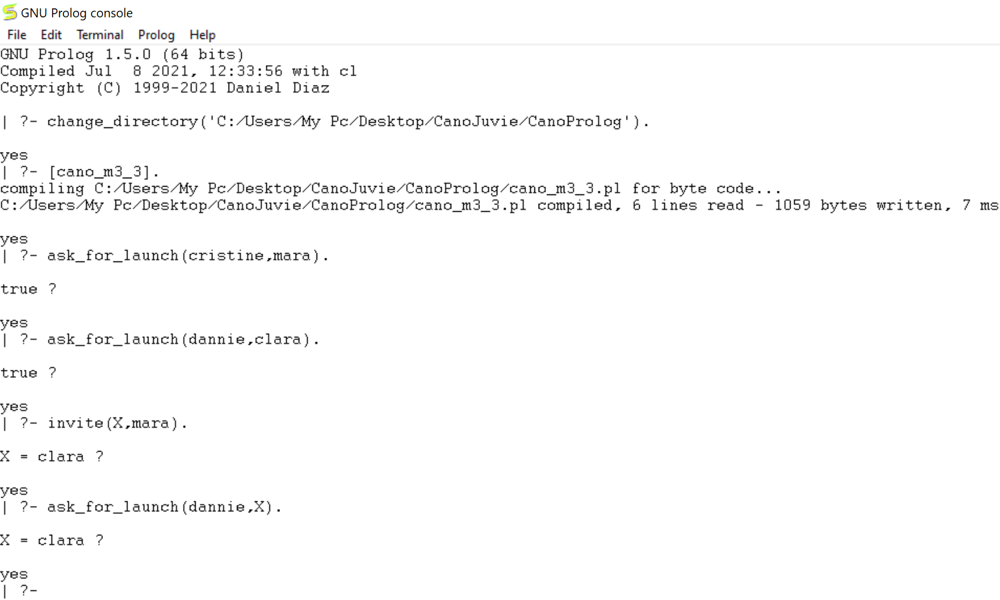 GNU Prolog console
File Edit Terminal Prolog Help
GNU Prolog 1.5.0 (64 bits)
Compiled Jul  8 2021, 12:33:56 with cl
Copyright (C) 1999-2021 Daniel Diaz
| ?- change_directory('C:/Users/My Pc/Desktop/CanoJuvie/CanoProlog').
yes
| ?- [cano_m3_3].
compiling C:/Users/My Pc/Desktop/CanoJuvie/CanoProlog/cano_m3_3.pl for byte code...
C:/Users/My Pc/Desktop/CanoJuvie/CanoProlog/cano_m3_3.pl compiled, 6 lines read - 1059 bytes written, 7 ms
yes
| ?- ask_for_launch(cristine,mara).
true ?
yes
| ?- ask_for_launch(dannie,clara).
true ?
yes
| ?- invite(X,mara).
X = clara ?
yes
| ?- ask_for_launch(dannie,X).
X = clara ?
yes
| ?-